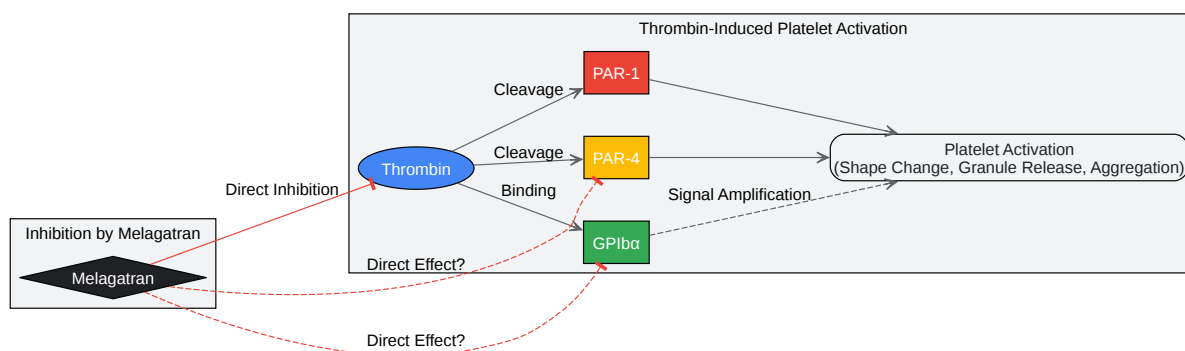 Thrombin-Induced Platelet Activation
PAR-1
Cleavage
Thrombin
Cleavage
PAR-4
Platelet Activation
(Shape Change, Granule Release, Aggregation)
Binding
Direct Inhibition
Signal Amplification
Inhibition by Melagatran
GPIbα
Direct Effect?
Melagatran
Direct Effect?